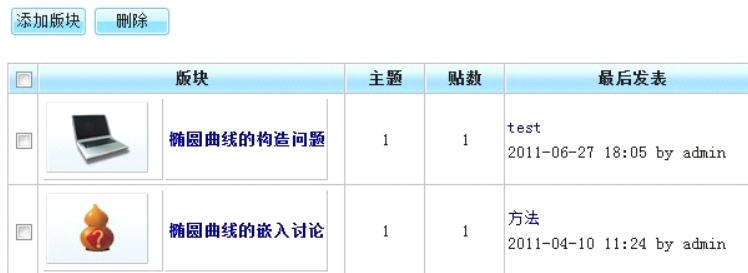 添加版块 删除
版块 主题 贴数 最后发表
椭圆曲线的构造问题 1 1 test
2011-06-27 18:05 by admin
?
椭圆曲线的嵌入讨论 1 1 方法
2011-04-10 11:24 by admin